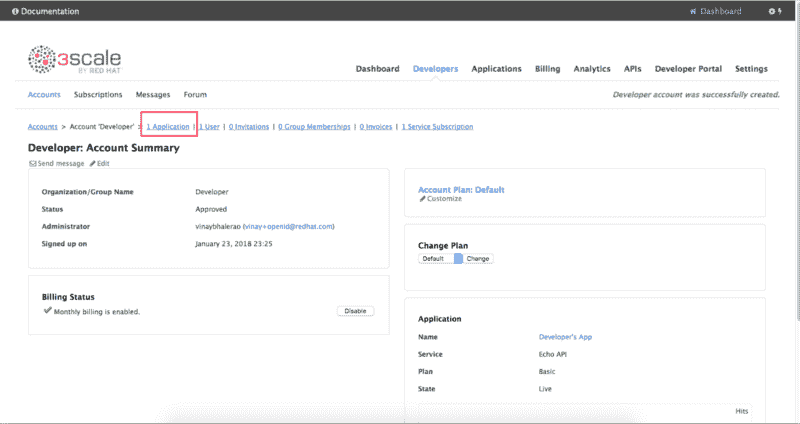 Documentation
Dashboard
3scale
BY RED HAT
Dashboard Developers Applications Billing Analytics APIs Developer Portal Settings
Accounts Subscriptions Messages Forum
Developer account was successfully created.
Accounts > Account 'Developer' > 1 Application | 1 User | 0 Invitations | 0 Group Memberships | 0 Invoices | 1 Service Subscription
Developer: Account Summary
Send message Edit
Organization/Group Name Developer
Status Approved
Administrator vinaybhalerao (vinay+openid@redhat.com)
Signed up on January 23, 2018 23:25
Billing Status
Monthly billing is enabled. Disable
Account Plan: Default
Customize
Change Plan
Default Change
Application
Name Developer's App
Service Echo API
Plan Basic
State Live
Hits